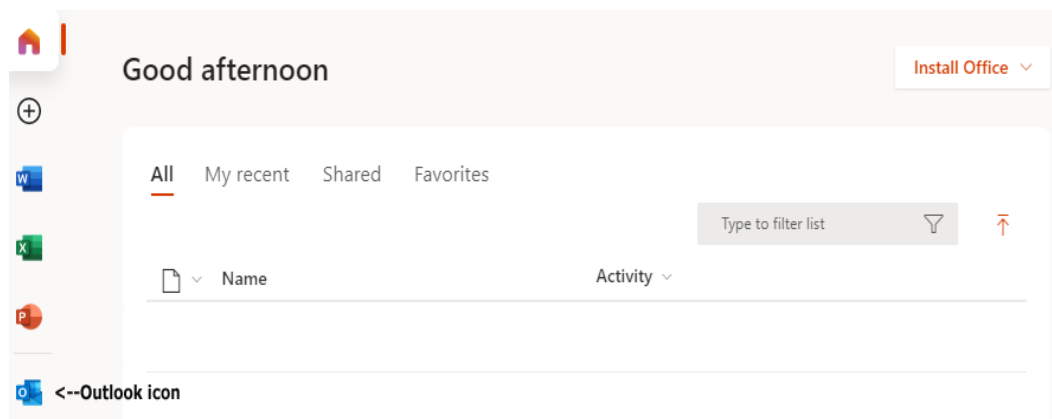 Good afternoon
Install Office
All My recent Shared Favorites
W
Type to filter list
X
Name Activity
P
O <--Outlook icon